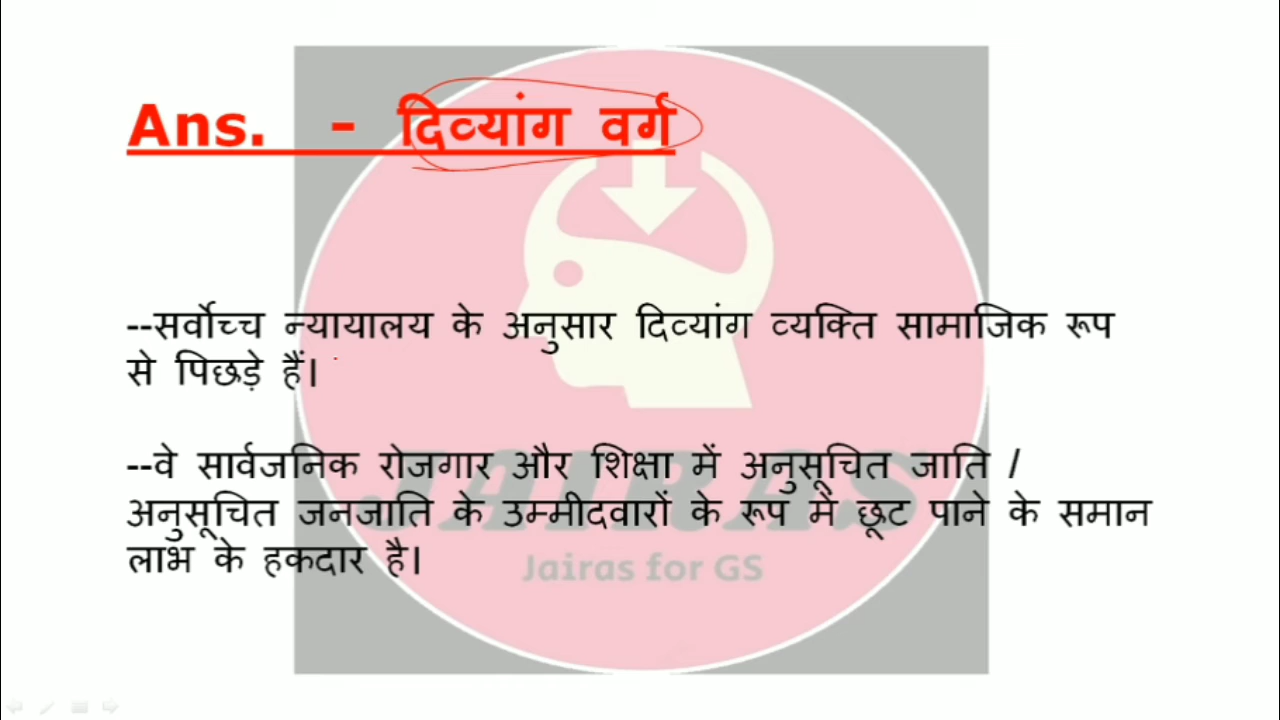 Ans. - दिव्यांग वर्ग
--सर्वोच्च न्यायालय के अनुसार दिव्यांग व्यक्ति सामाजिक रूप
से पिछड़े हैं।
--वे सार्वजनिक रोजगार और शिक्षा में अनुसूचित जाति /
अनुसूचित जनजाति के उम्मीदवारों के रूप में छूट पाने के समान
लाभ के हकदार है।
JAIRAS
Jairas for GS